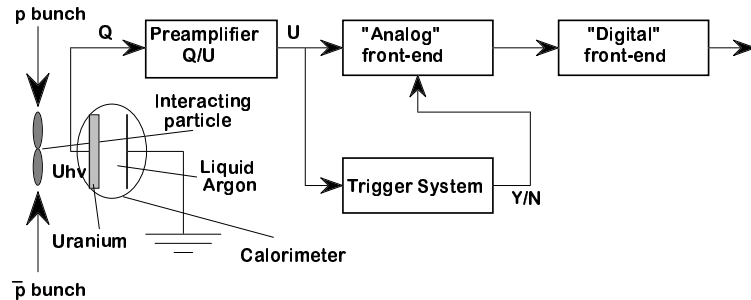 p bunch
Q
Preamplifier
Q/U
U
"Analog"
front-end
"Digital"
front-end
Interacting
particle
Uhv
Liquid
Argon
Trigger System
Y/N
Uranium
Calorimeter
p̅ bunch